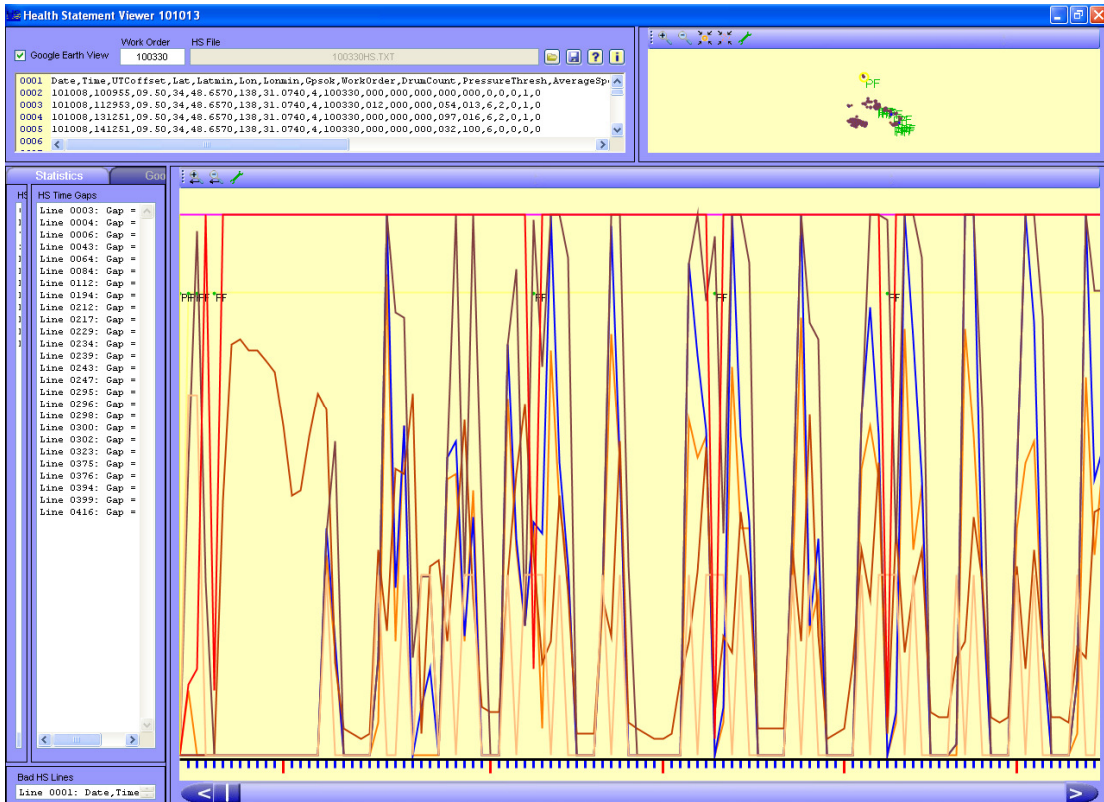 Health Statement Viewer 101013
Google Earth View
Work Order
100330
HS File
100330HS.TXT
0001 Date,Time,UTCoffset,Lat,Latmin,Lon,Lonmin,Gpsok,WorkOrder,DrumCount,PressureThresh,AverageSp
0002 101008,100955,09.50,34,48.6570,138,31.0740,4,100330,000,000,000,000,000,0,0,0,1,0
0003 101008,112953,09.50,34,48.6570,138,31.0740,4,100330,012,000,000,054,013,6,2,0,1,0
0004 101008,131251,09.50,34,48.6570,138,31.0740,4,100330,000,000,000,097,016,6,2,0,1,0
0005 101008,141251,09.50,34,48.6570,138,31.0740,4,100330,000,000,000,032,100,6,0,0,0,0
0006
PF
Statistics
Goo
HS
HS Time Gaps
Line 0003: Gap =
Line 0004: Gap =
Line 0006: Gap =
Line 0043: Gap =
Line 0064: Gap =
Line 0084: Gap =
Line 0112: Gap =
Line 0194: Gap =
Line 0212: Gap =
Line 0217: Gap =
Line 0229: Gap =
Line 0234: Gap =
Line 0239: Gap =
Line 0243: Gap =
Line 0247: Gap =
Line 0295: Gap =
Line 0296: Gap =
Line 0298: Gap =
Line 0300: Gap =
Line 0302: Gap =
Line 0323: Gap =
Line 0375: Gap =
Line 0376: Gap =
Line 0394: Gap =
Line 0399: Gap =
Line 0416: Gap =
PF
PF
PF
PF
Bad HS Lines
Line 0001: Date,Time